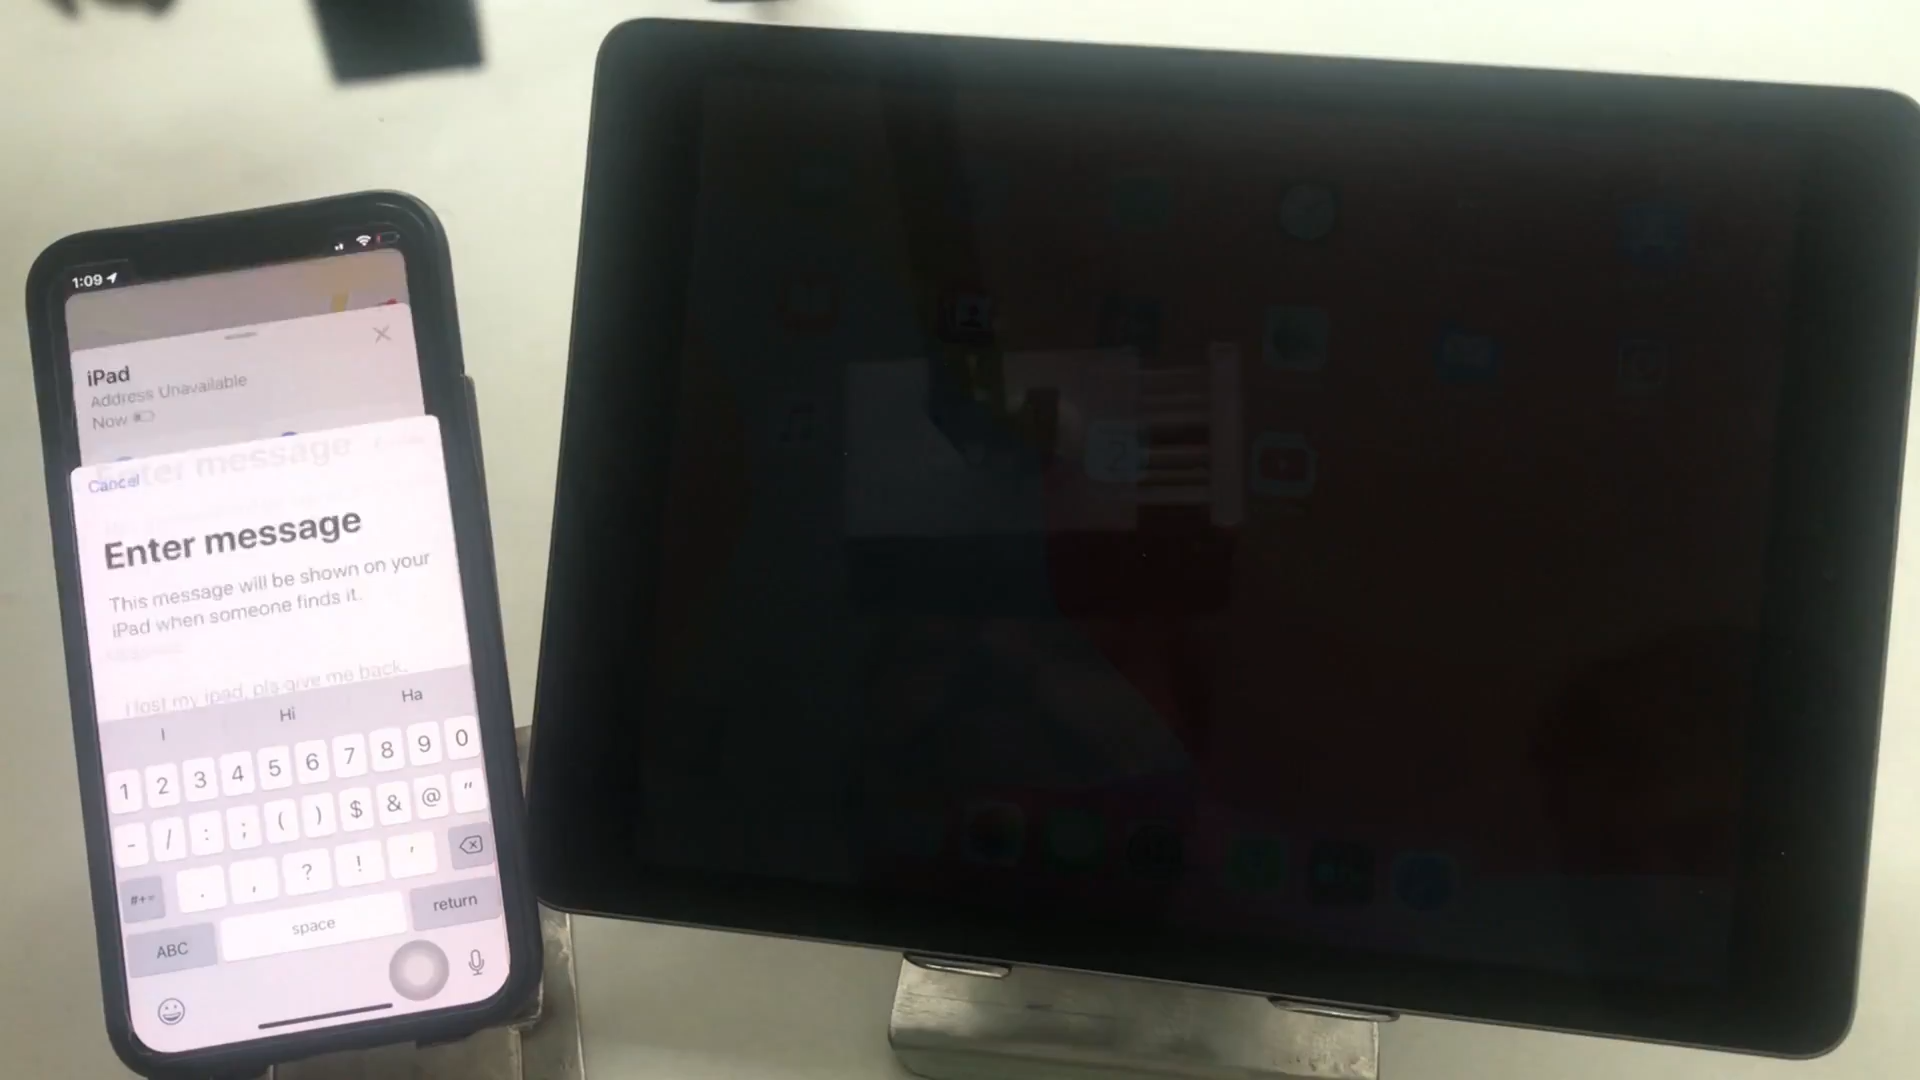 1:09
iPad
Address Unavailable
Now
Enter message
Cancel
Enter message
This message will be shown on your
iPad when someone finds it.
I lost my ipad, pls give me back.
I Hi Ha
1 2 3 4 5 6 7 8 9 0
- / : ; ( ) $ & @ "
#+= . , ? ! '
ABC space return